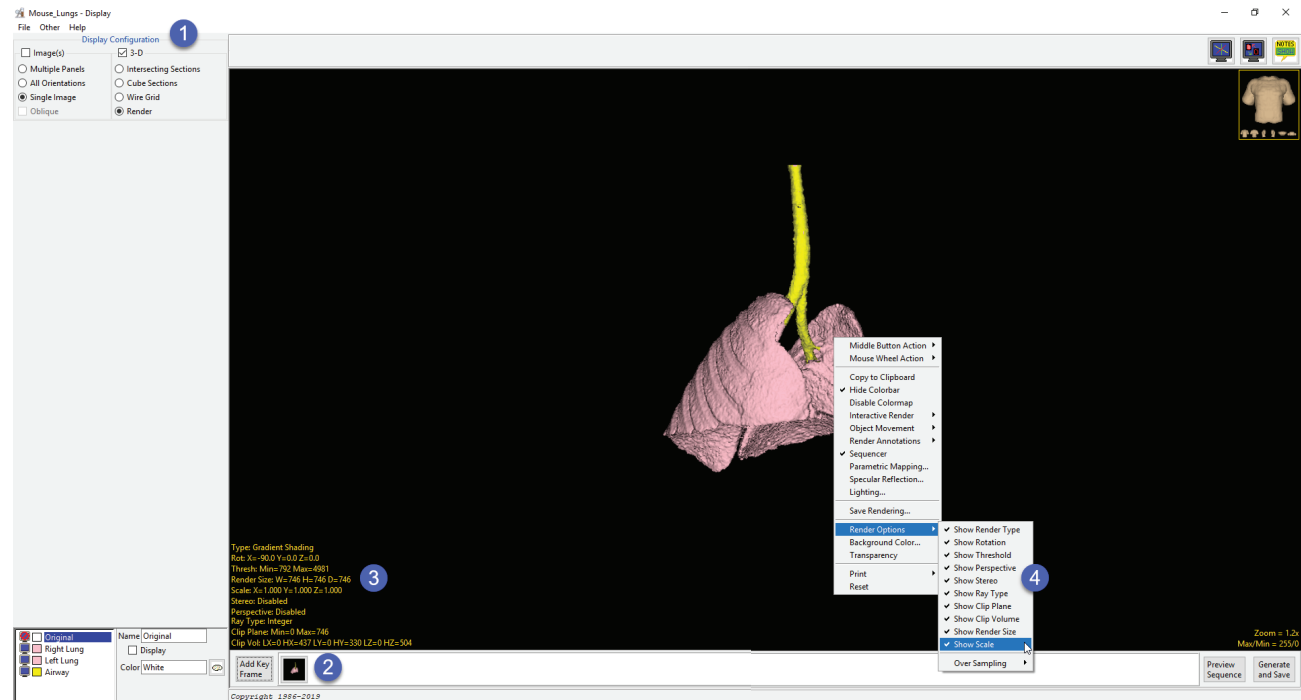 Mouse_Lungs - Display
File Other Help
1
Display Configuration
Image(s)
3-D
Multiple Panels
Intersecting Sections
All Orientations
Cube Sections
Single Image
Wire Grid
Oblique
Render
NOTES
Middle Button Action
Mouse Wheel Action
Copy to Clipboard
Hide Colorbar
Disable Colormap
Interactive Render
Object Movement
Render Annotations
Sequencer
Parametric Mapping...
Specular Reflection...
Lighting...
Save Rendering...
Render Options
Background Color...
Transparency
Print
Reset
Show Render Type
Show Rotation
Show Threshold
Show Perspective
Show Stereo
Show Ray Type
Show Clip Plane
Show Clip Volume
Show Render Size
Show Scale
Over Sampling
4
Type: Gradient Shading
Rot: X=-90.0 Y=0.0 Z=0.0
Thresh: Min=792 Max=4981
Render Size: W=746 H=746 D=746
Scale: X=1.000 Y=1.000 Z=1.000
Stereo: Disabled
Perspective: Disabled
Ray Type: Integer
Clip Plane: Min=0 Max=746
Clip Vol: LX=0 HX=437 LY=0 HY=330 LZ=0 HZ=504
3
Zoom = 1.2x
Max/Min = 255/0
Original
Right Lung
Left Lung
Airway
Name Original
Display
Color White
Add Key
Frame
2
Preview
Sequence
Generate
and Save
Copyright 1986-2019